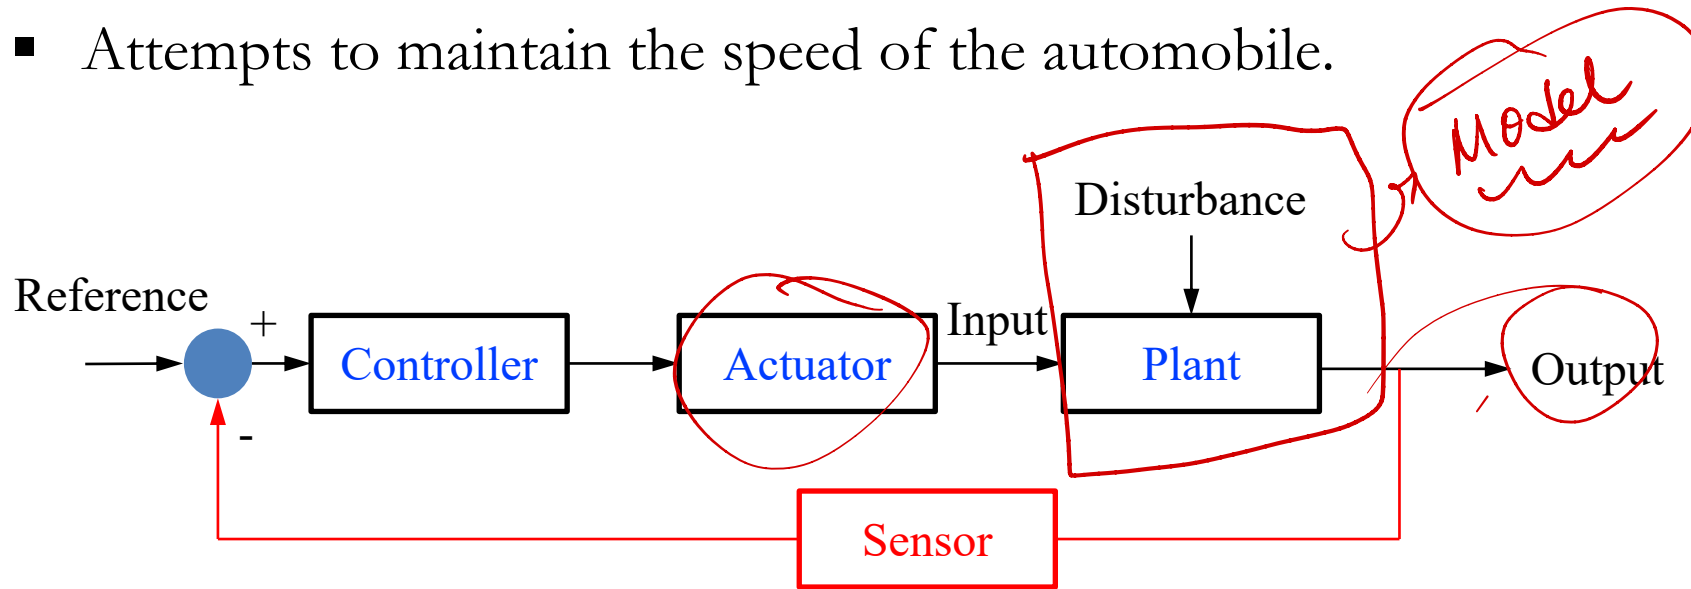 ▪ Attempts to maintain the speed of the automobile.
Model
Disturbance
Reference
+
Input
Controller
Actuator
Plant
Output
-
Sensor